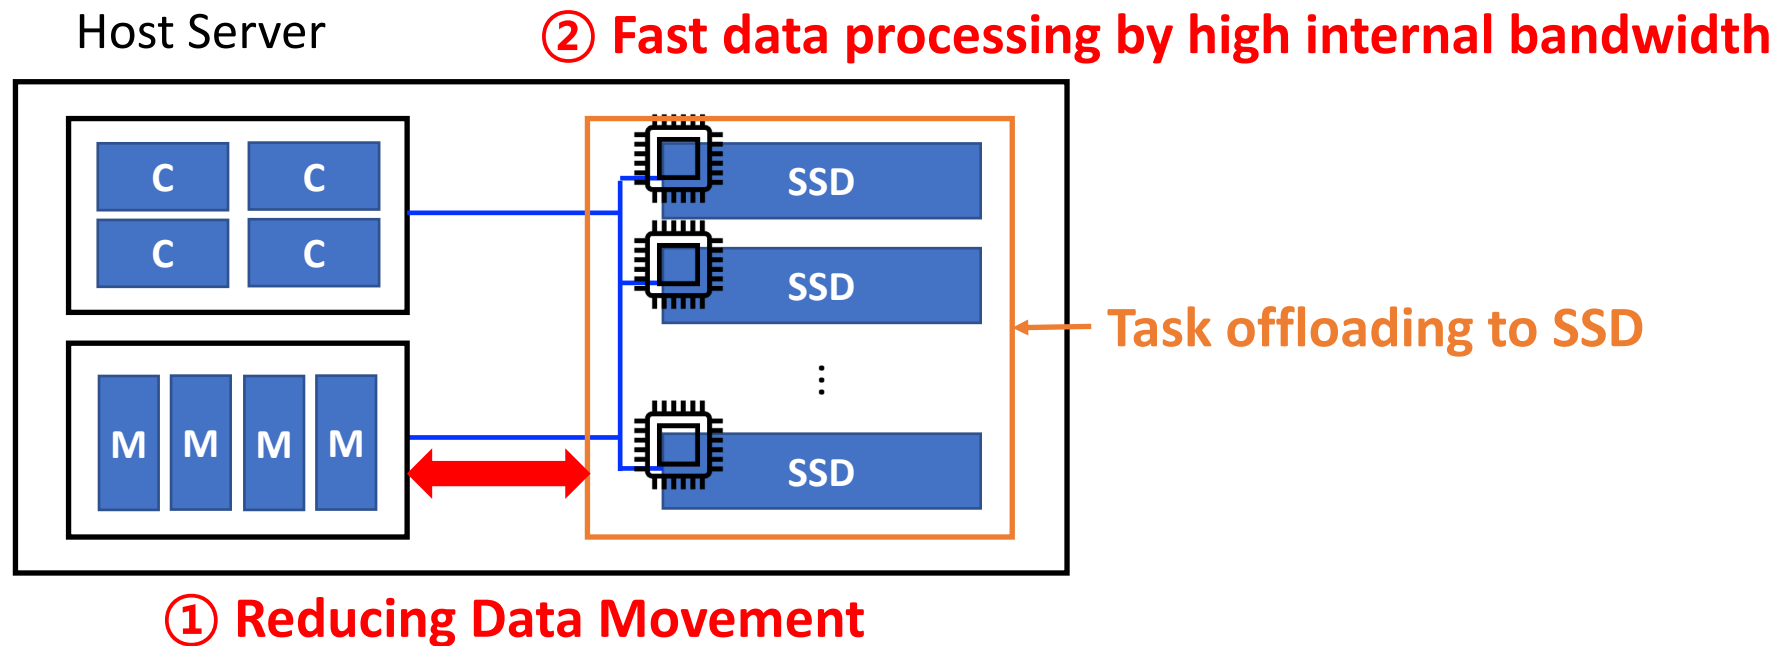 Host Server
② Fast data processing by high internal bandwidth
C C
C C
M M M M
SSD
SSD
⋮
SSD
Task offloading to SSD
① Reducing Data Movement